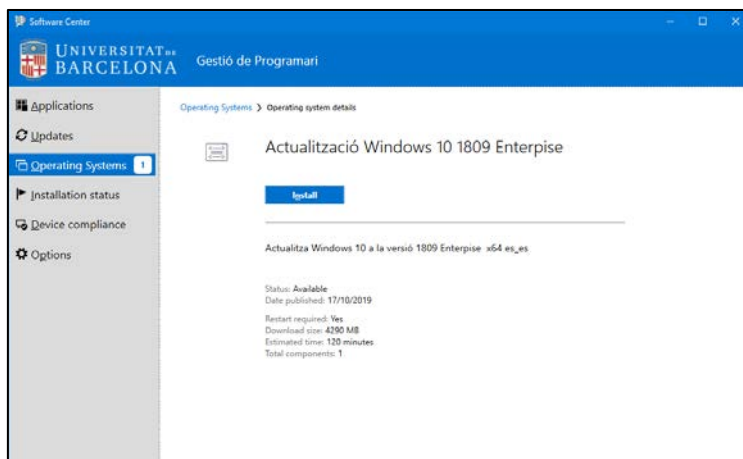 Software Center
UNIVERSITAT DE
BARCELONA
Gestió de Programari
Applications
Updates
Operating Systems 1
Installation status
Device compliance
Options
Operating Systems > Operating system details
Actualització Windows 10 1809 Enterpise
Install
Actualitza Windows 10 a la versió 1809 Enterpise x64 es_es
Status: Available
Date published: 17/10/2019
Restart required: Yes
Download size: 4290 MB
Estimated time: 120 minutes
Total components: 1